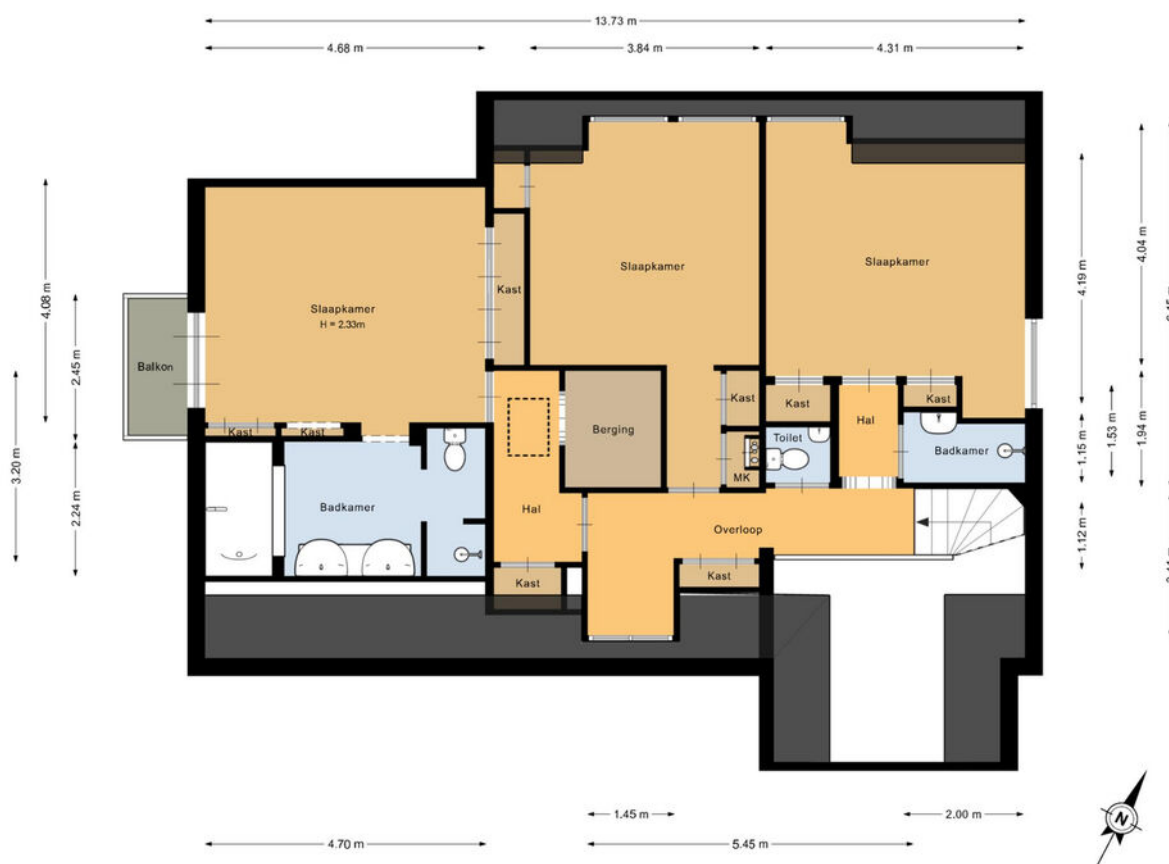 13.73 m
4.68 m
3.84 m
4.31 m
4.08 m
2.45 m
3.20 m
2.24 m
4.19 m
4.04 m
1.15 m
1.53 m
1.94 m
1.12 m
Slaapkamer
H = 2.33m
Slaapkamer
Slaapkamer
Balkon
Kast
Kast
Kast
Kast
Kast
Kast
Hal
Berging
Toilet
Badkamer
MK
Badkamer
Hal
Overloop
Kast
Kast
1.45 m
2.00 m
4.70 m
5.45 m
N